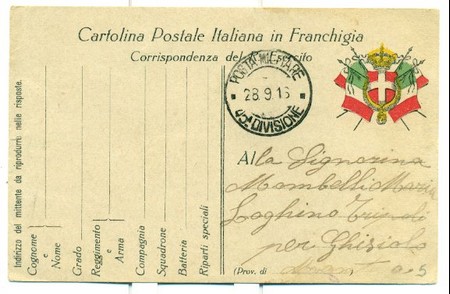 Cartolina Postale Italiana in Franchigia
Corrispondenza del R. Esercito
POSTA MILITARE
28.9.16
45ª DIVISIONE
Indirizzo del mittente da riprodursi nelle risposte.
Cognome e Nome
Grado
Reggimento e Arma
Compagnia
Squadrone
Batteria
Riparti speciali
Alla Signorina
Mambelli Maria
Loghino
per Ghisiolo
(Prov. di